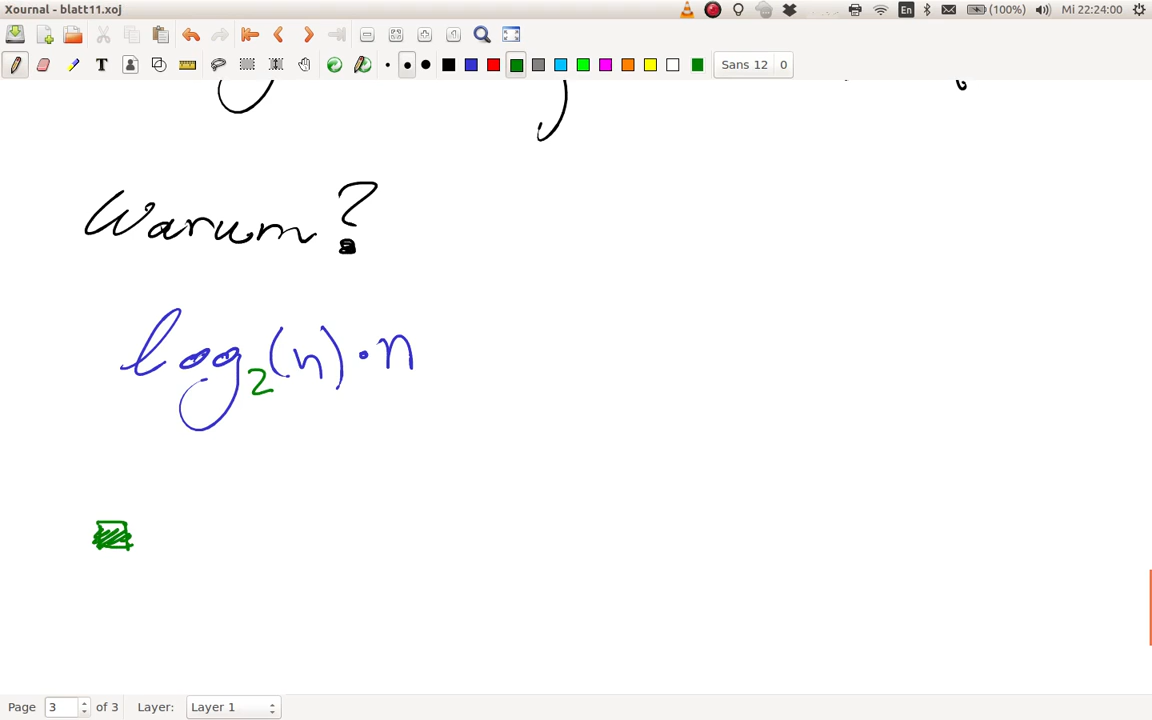 Xournal - blatt11.xoj
En (100%) Mi 22:24:00
T Sans 12 0
Warum?
log₂(n)·n
Page 3 of 3 Layer: Layer 1